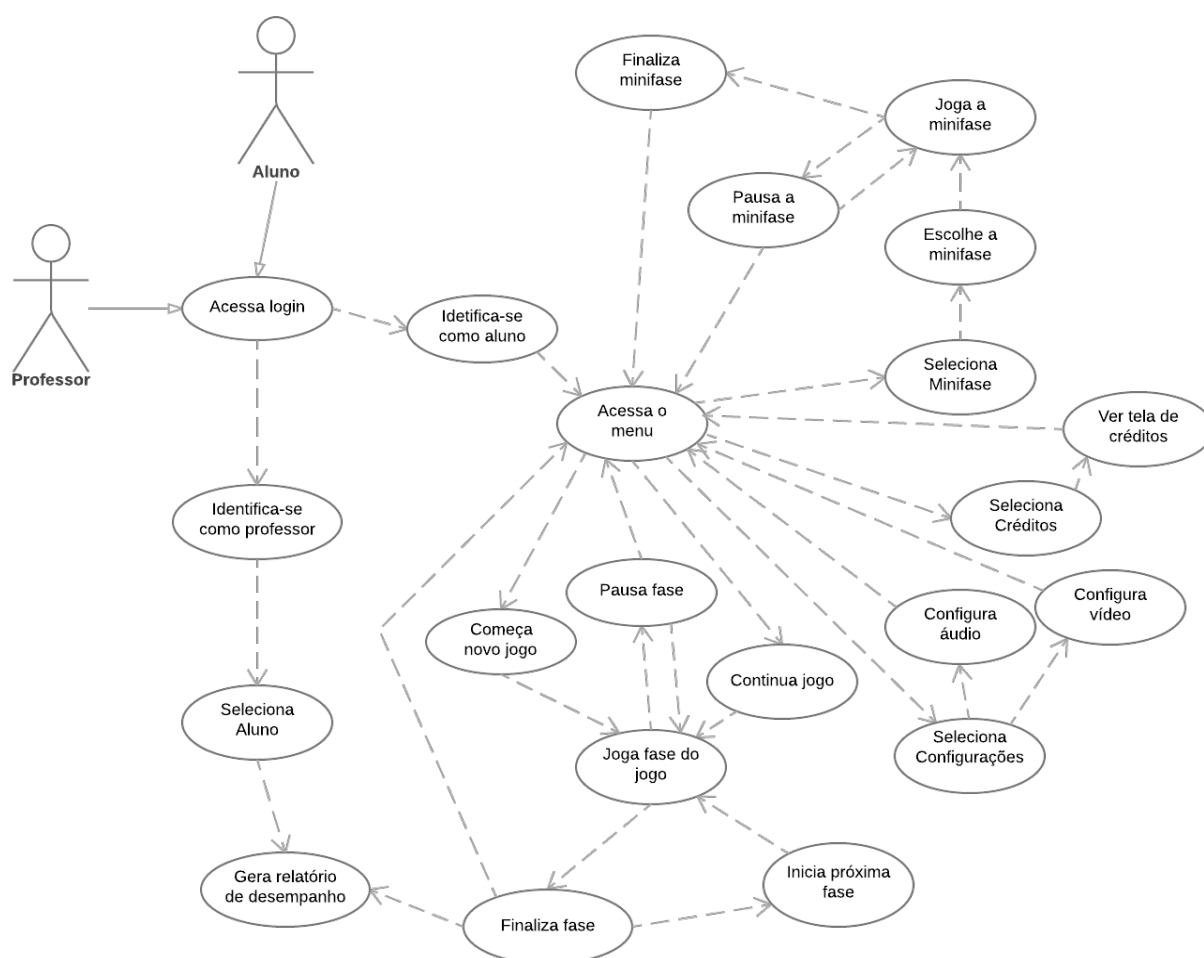 Aluno
Professor
Acessa login
Idetifica-se
como aluno
Identifica-se
como professor
Seleciona
Aluno
Gera relatório
de desempanho
Finaliza
minifase
Joga a
minifase
Pausa a
minifase
Escolhe a
minifase
Seleciona
Minifase
Acessa o
menu
Ver tela de
créditos
Seleciona
Créditos
Configura
vídeo
Configura
áudio
Seleciona
Configurações
Pausa fase
Começa
novo jogo
Continua jogo
Joga fase do
jogo
Inicia próxima
fase
Finaliza fase